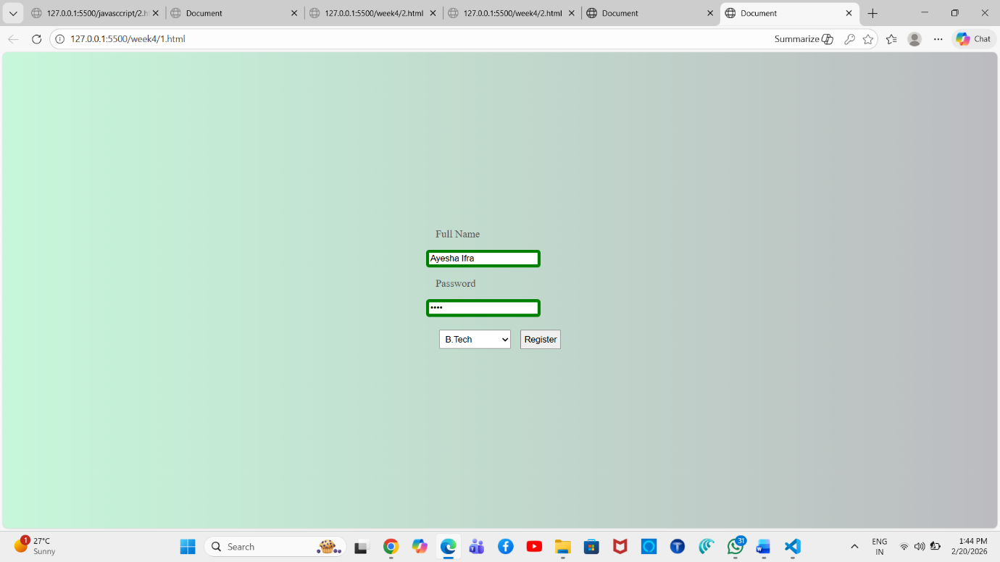 127.0.0.1:5500/javasccript/2.h
Document
127.0.0.1:5500/week4/2.html
127.0.0.1:5500/week4/2.html
Document
Document
127.0.0.1:5500/week4/1.html
Summarize
Chat
Full Name
Ayesha Ifra
Password
••••
B.Tech
Register
1
27°C
Sunny
Search
31
ENG
IN
1:44 PM
2/20/2026